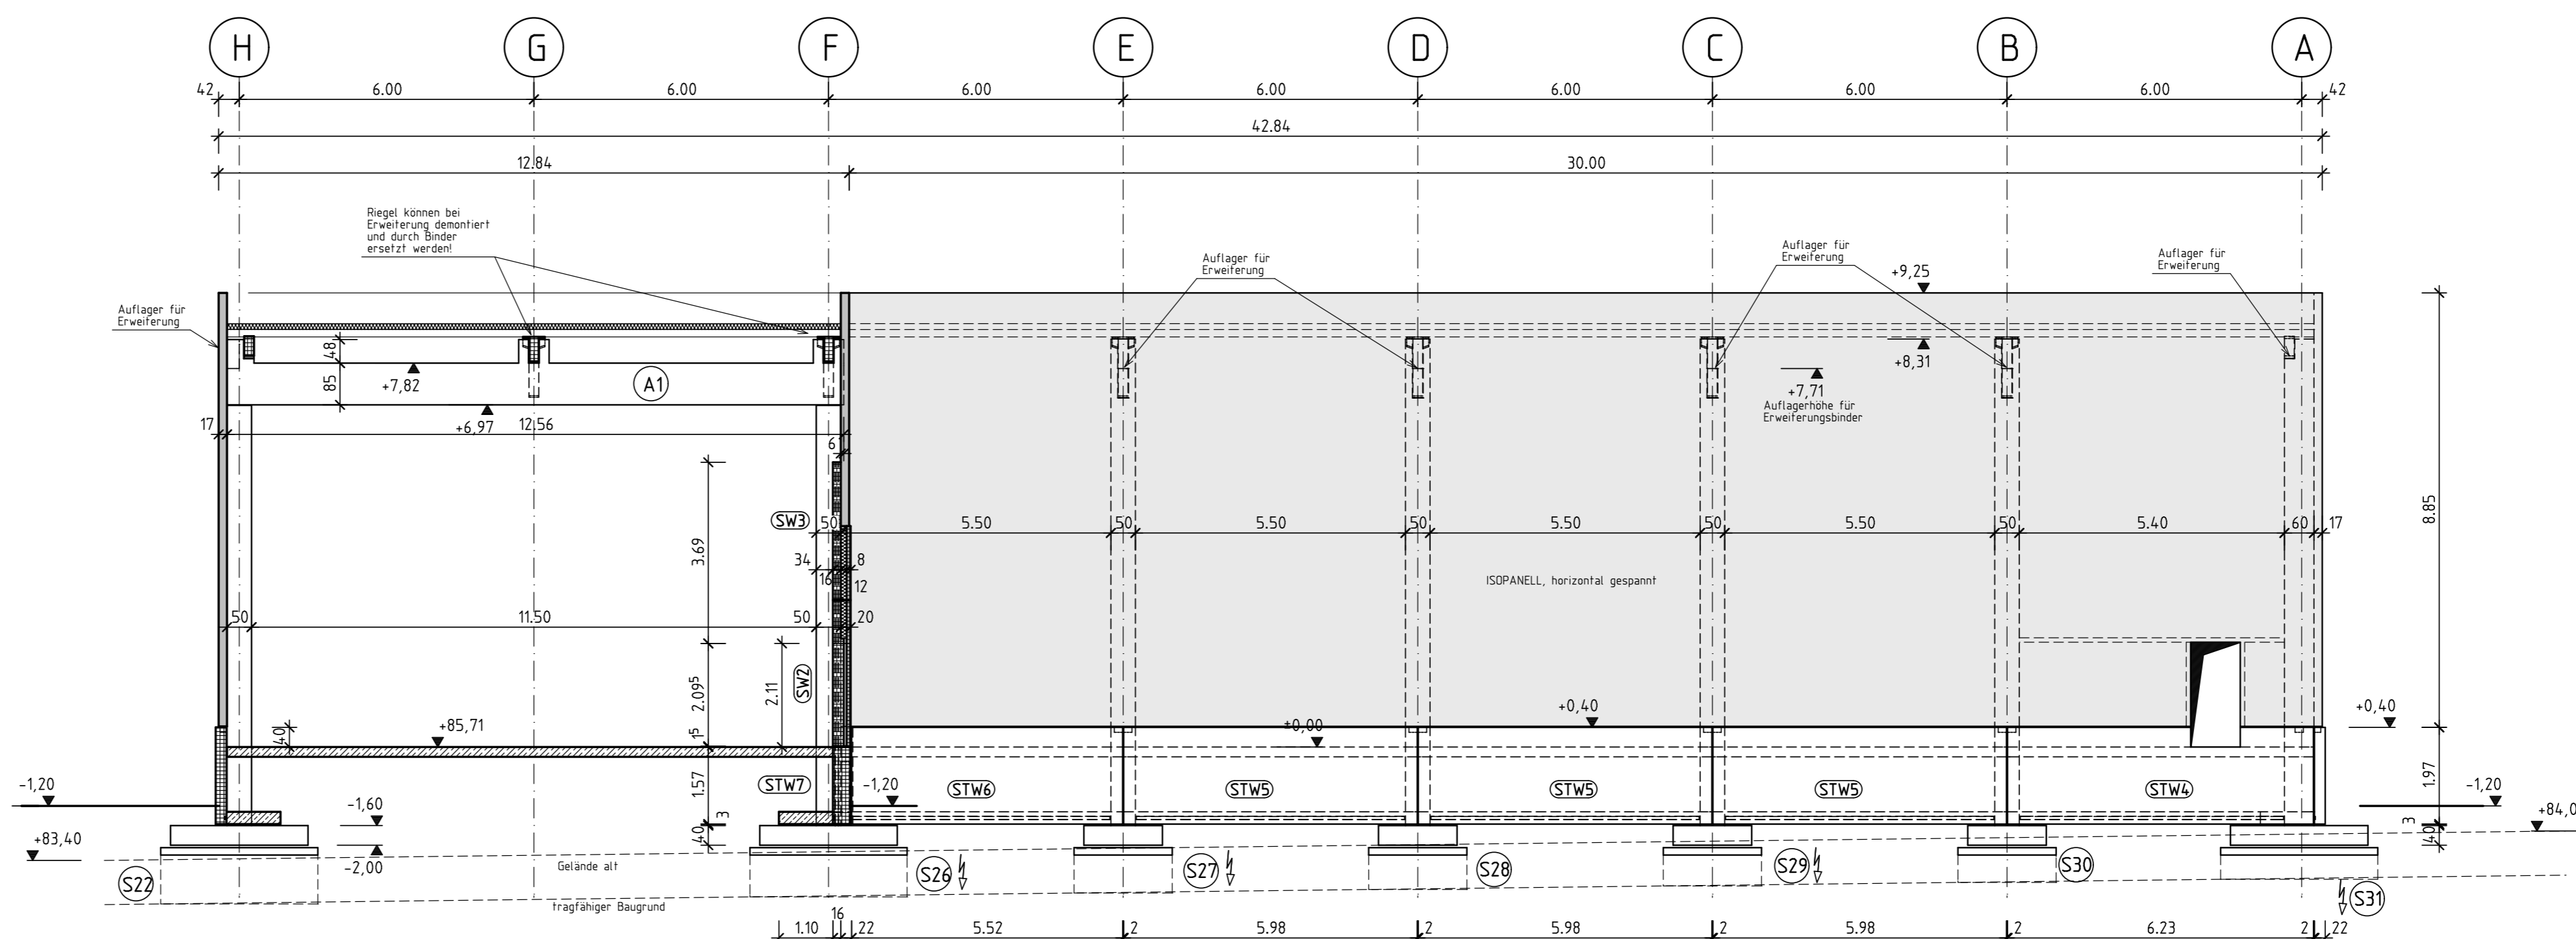 H G F E D C B A
42 6.00 6.00 6.00 6.00 6.00 6.00 6.00 42
42.84
12.84 30.00
Riegel können bei
Erweiterung demontiert
und durch Binder
ersetzt werden!
Auflager für
Erweiferung
Auflager für
Erweiferung
Auflager für
Erweiferung
Auflager für
Erweiferung
+9,25
48
85
+7,82
A1
+8,31
+7,71
Auflagerhöhe für
Erweiferungsbinder
17 +6,97 12.56
6
8.85
SW3
50 5.50 50 5.50 50 5.50 50 5.50 50 5.40 60 17
3.69
34 16 8
12
ISOPANELL, horizontal gespannt
50 11.50 50 20
2.09⁵
2.11
SW2
40
+85,71
1⁵
±0,00
+0,40
+0,40
-1,20
1.57
STW7
-1,20
STW6
STW5
STW5
STW5
STW4
1.97
-1,20
-1,60
3
3
40
40
+83,40
-2,00
+84,0
S22
Gelände alt
S26
S27
S28
S29
S30
S31
tragfähiger Baugrund
16
1.10 22 5.52 2 5.98 2 5.98 2 5.98 2 6.23 2 22